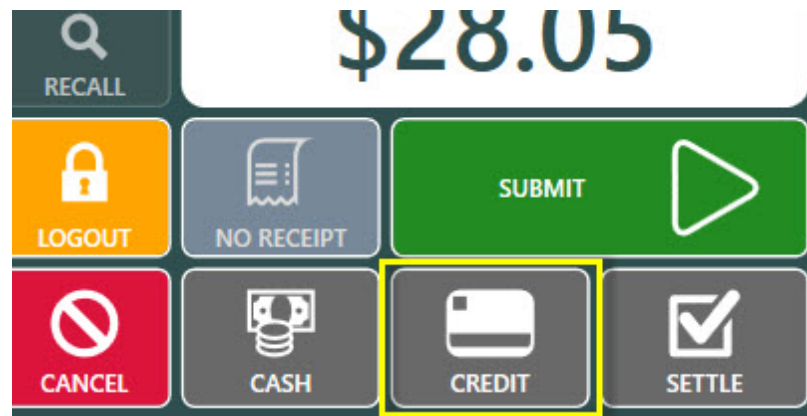 $28.05
RECALL
SUBMIT
LOGOUT
NO RECEIPT
CANCEL
CASH
CREDIT
SETTLE